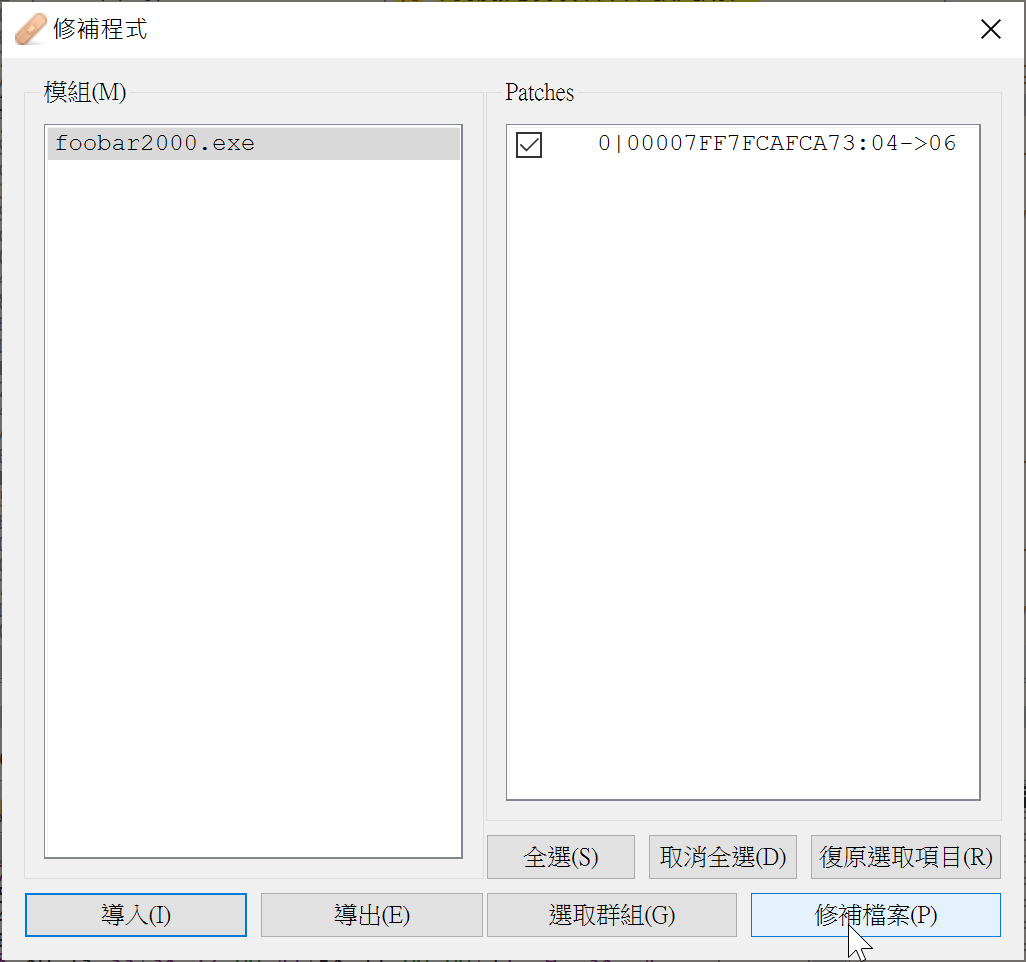 修補程式
模組(M)
foobar2000.exe
Patches
0|00007FF7FCAFCA73:04->06
全選(S)
取消全選(D)
復原選取項目(R)
導入(I)
導出(E)
選取群組(G)
修補檔案(P)